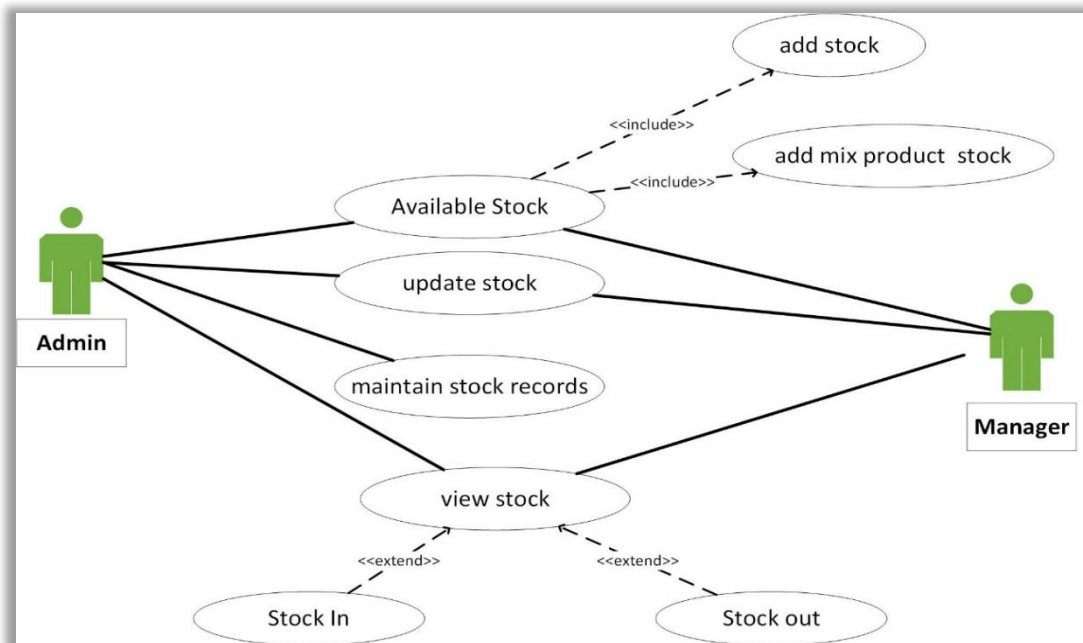 add stock
<<include>>
add mix product stock
<<include>>
Available Stock
update stock
Admin
maintain stock records
Manager
view stock
<<extend>>
<<extend>>
Stock In
Stock out